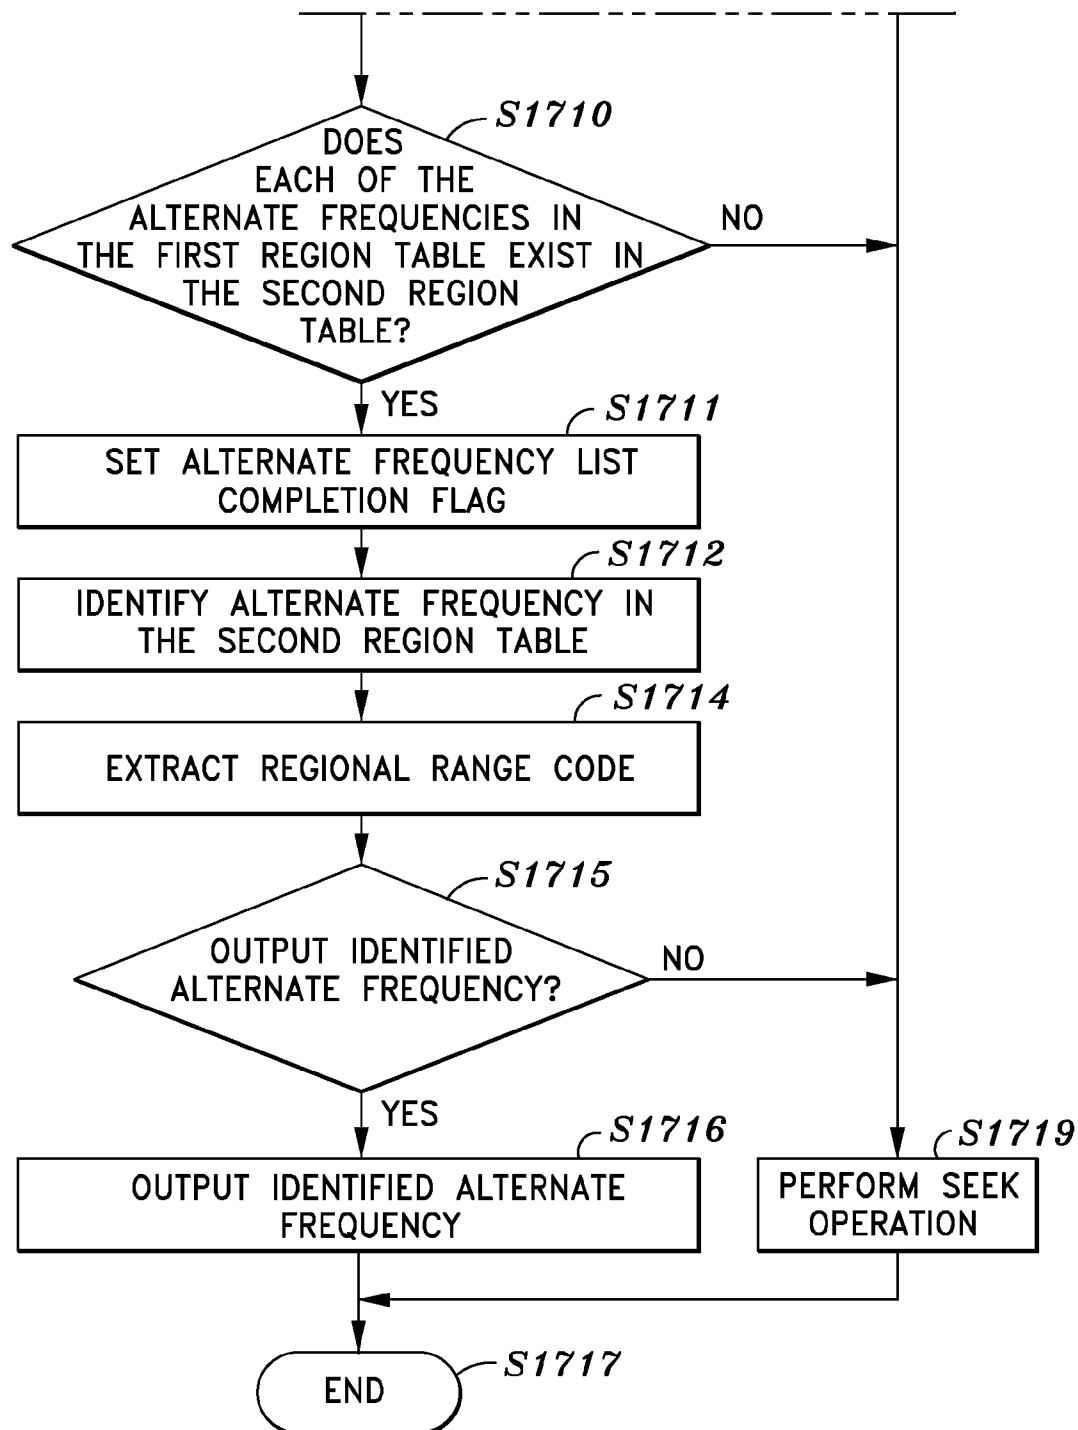 S1710
DOES
EACH OF THE
ALTERNATE FREQUENCIES IN
THE FIRST REGION TABLE EXIST IN
THE SECOND REGION
TABLE?
NO
YES
S1711
SET ALTERNATE FREQUENCY LIST
COMPLETION FLAG
S1712
IDENTIFY ALTERNATE FREQUENCY IN
THE SECOND REGION TABLE
S1714
EXTRACT REGIONAL RANGE CODE
S1715
OUTPUT IDENTIFIED
ALTERNATE FREQUENCY?
NO
YES
S1716
OUTPUT IDENTIFIED ALTERNATE
FREQUENCY
S1719
PERFORM SEEK
OPERATION
S1717
END